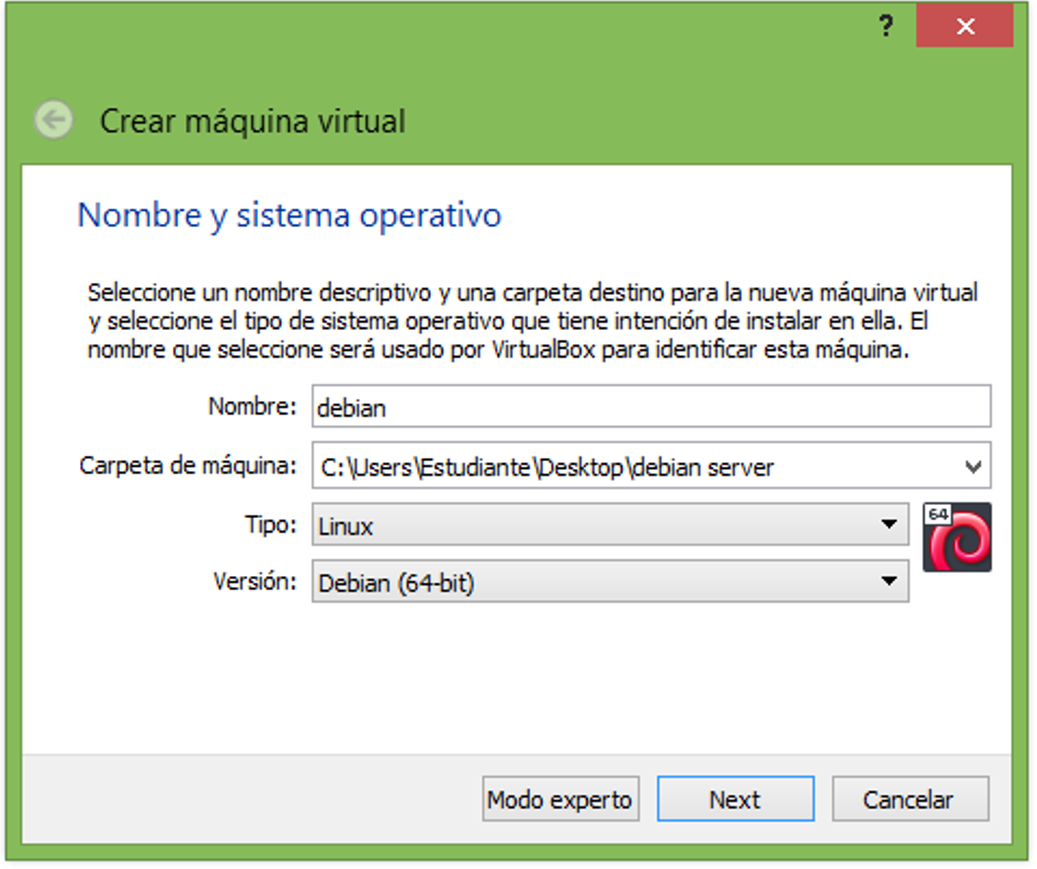 ?
Crear máquina virtual
Nombre y sistema operativo
Seleccione un nombre descriptivo y una carpeta destino para la nueva máquina virtual
y seleccione el tipo de sistema operativo que tiene intención de instalar en ella. El
nombre que seleccione será usado por VirtualBox para identificar esta máquina.
Nombre: debian
Carpeta de máquina: C:\Users\Estudiante\Desktop\debian server
Tipo: Linux
64
Versión: Debian (64-bit)
Modo experto Next Cancelar